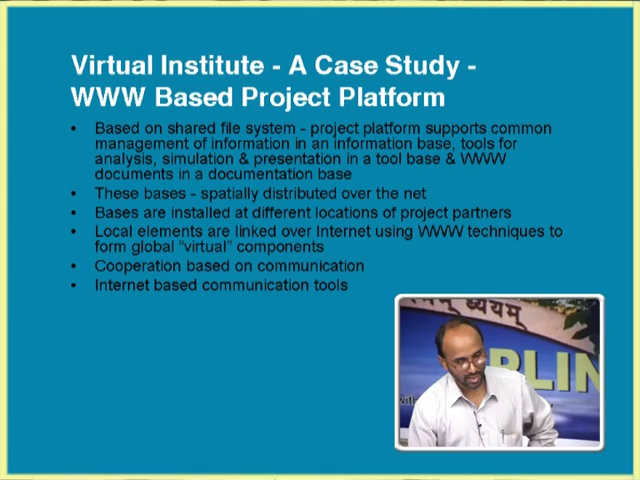 Virtual Institute - A Case Study -
WWW Based Project Platform
• Based on shared file system - project platform supports common
management of information in an information base, tools for
analysis, simulation & presentation in a tool base & WWW
documents in a documentation base
• These bases - spatially distributed over the net
• Bases are installed at different locations of project partners
• Local elements are linked over Internet using WWW techniques to
form global "virtual" components
• Cooperation based on communication
• Internet based communication tools
ध्येयम्
RLIN
with